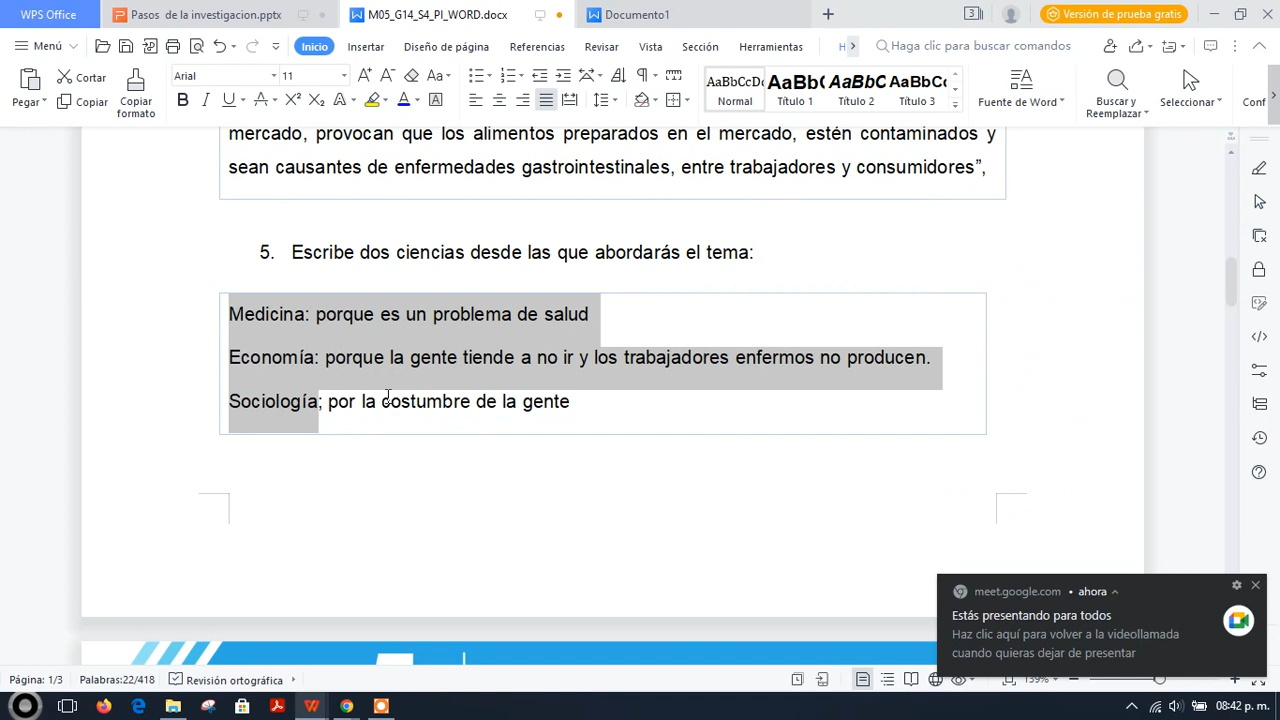 WPS Office
Pasos de la investigacion.pptx
M05_G14_S4_PI_WORD.docx
Documento1
3
Versión de prueba gratis
Menú
Inicio
Insertar
Diseño de página
Referencias
Revisar
Vista
Sección
Herramientas
Haga clic para buscar comandos
Pegar
Cortar
Copiar
Copiar formato
Arial
11
AaBbCcDd
Normal
AaBb(
Título 1
AaBbC
Título 2
AaBbCc
Título 3
Fuente de Word
Buscar y Reemplazar
Seleccionar
Conf
mercado, provocan que los alimentos preparados en el mercado, estén contaminados y
sean causantes de enfermedades gastrointestinales, entre trabajadores y consumidores”,
5. Escribe dos ciencias desde las que abordarás el tema:
Medicina: porque es un problema de salud
Economía: porque la gente tiende a no ir y los trabajadores enfermos no producen.
Sociología; por la costumbre de la gente
meet.google.com • ahora
Estás presentando para todos
Haz clic aquí para volver a la videollamada
cuando quieras dejar de presentar
Página: 1/3
Palabras:22/418
Revisión ortográfica
139%
08:42 p. m.